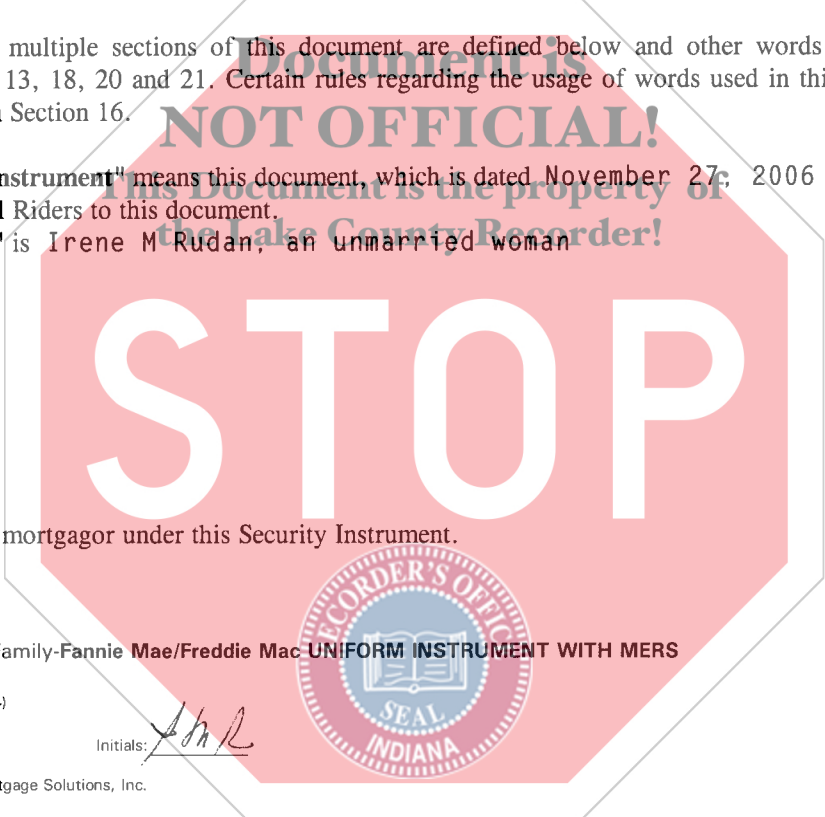 multiple sections of this document are defined below and other words
Document is
13, 18, 20 and 21. Certain rules regarding the usage of words used in thi
Section 16.
NOT OFFICIAL!
nstrument" means this document, which is dated November 27, 2006
This Document is the property of
Riders to this document.
the Lake County Recorder!
" is Irene M Rudan, an unmarried woman
STOP
mortgagor under this Security Instrument.
RECORDER'S OFFIC
amily-Fannie Mae/Freddie Mac UNIFORM INSTRUMENT WITH MERS
SEAL
INDIANA
Initials:
tgage Solutions, Inc.